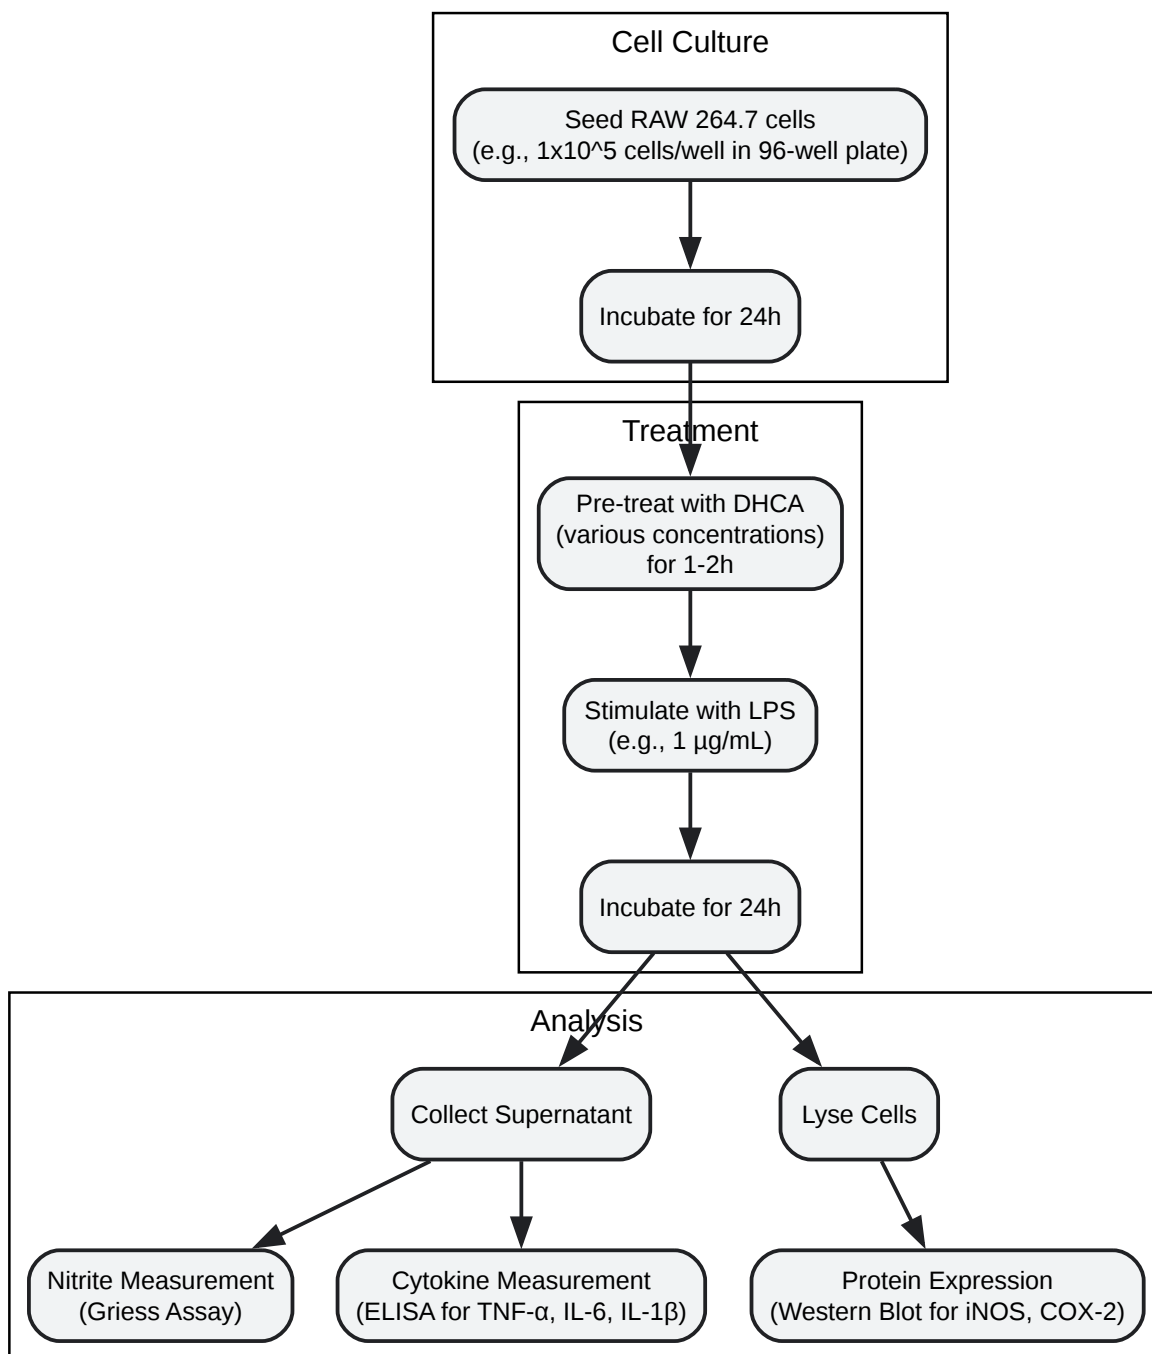 Cell Culture
Seed RAW 264.7 cells
(e.g., 1x10^5 cells/well in 96-well plate)
Incubate for 24h
Treatment
Pre-treat with DHCA
(various concentrations)
for 1-2h
Stimulate with LPS
(e.g., 1 µg/mL)
Incubate for 24h
Analysis
Collect Supernatant
Lyse Cells
Nitrite Measurement
(Griess Assay)
Cytokine Measurement
(ELISA for TNF-α, IL-6, IL-1β)
Protein Expression
(Western Blot for iNOS, COX-2)